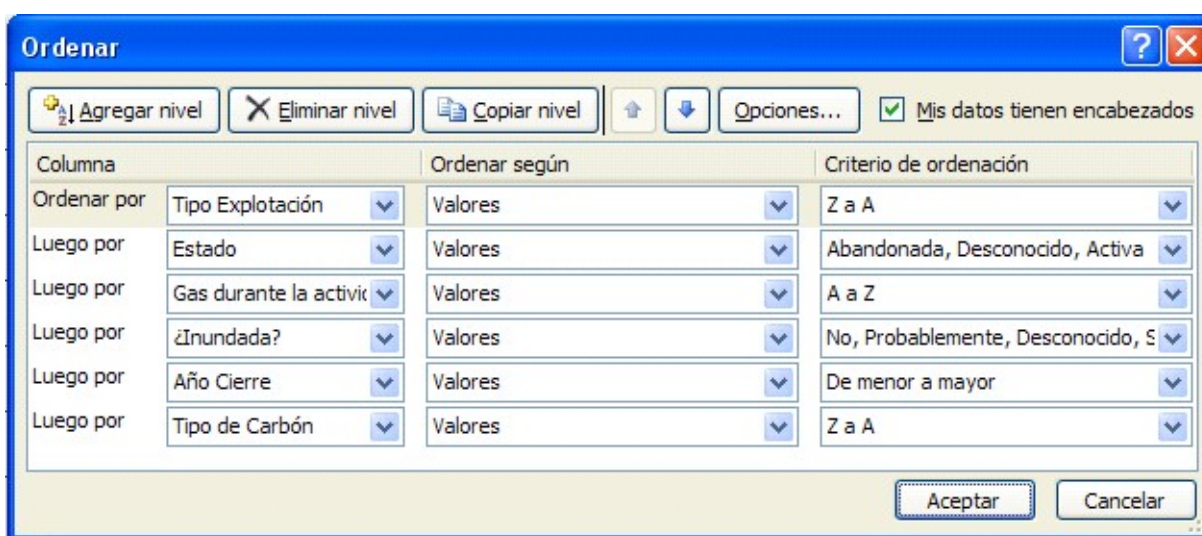 Ordenar
Agregar nivel Eliminar nivel Copiar nivel Opciones... Mis datos tienen encabezados
Columna Ordenar según Criterio de ordenación
Ordenar por Tipo Explotación Valores Z a A
Luego por Estado Valores Abandonada, Desconocido, Activa
Luego por Gas durante la activic Valores A a Z
Luego por ¿Inundada? Valores No, Probablemente, Desconocido, S
Luego por Año Cierre Valores De menor a mayor
Luego por Tipo de Carbón Valores Z a A
Aceptar Cancelar